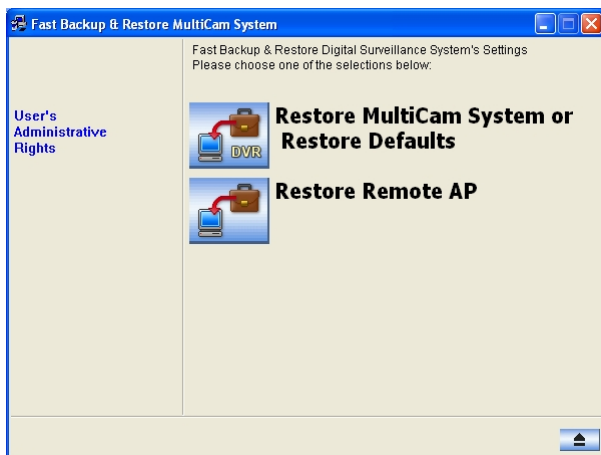 Fast Backup & Restore MultiCam System
Fast Backup & Restore Digital Surveillance System's Settings
Please choose one of the selections below:
User's
Administrative
Rights
DVR
Restore MultiCam System or
Restore Defaults
Restore Remote AP